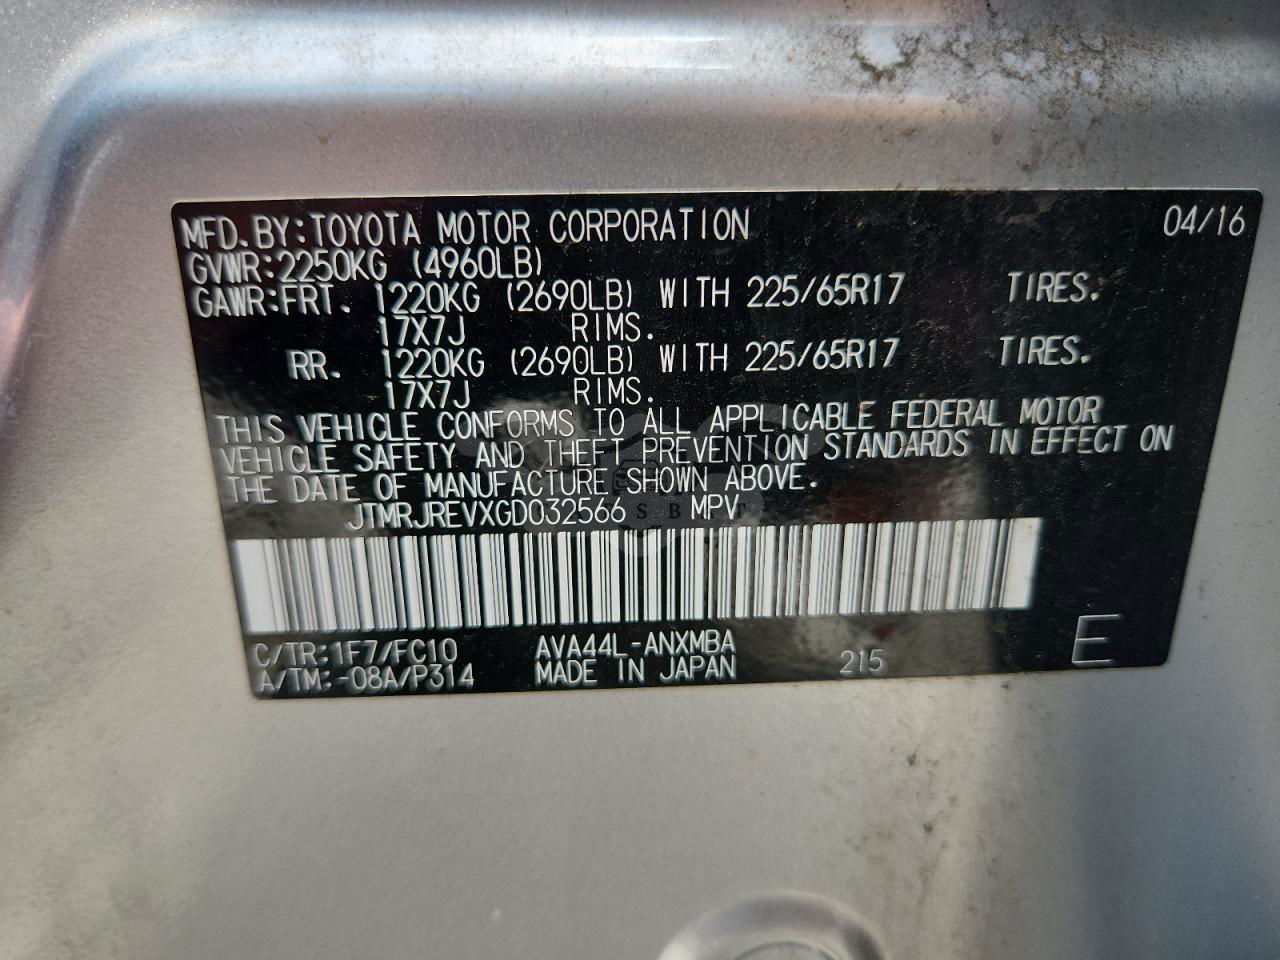 MFD.BY:TOYOTA MOTOR CORPORATION 04/16
GVWR:2250KG (4960LB)
GAWR:FRT. 1220KG (2690LB) WITH 225/65R17 TIRES.
17X7J RIMS.
RR. 1220KG (2690LB) WITH 225/65R17 TIRES.
17X7J RIMS.
THIS VEHICLE CONFORMS TO ALL APPLICABLE FEDERAL MOTOR
VEHICLE SAFETY AND THEFT PREVENTION STANDARDS IN EFFECT ON
THE DATE OF MANUFACTURE SHOWN ABOVE.
JTMRJREVXGD032566 MPV
C/TR:1F7/FC10 AVA44L-ANXMBA
A/TM:-08A/P314 MADE IN JAPAN 215 E